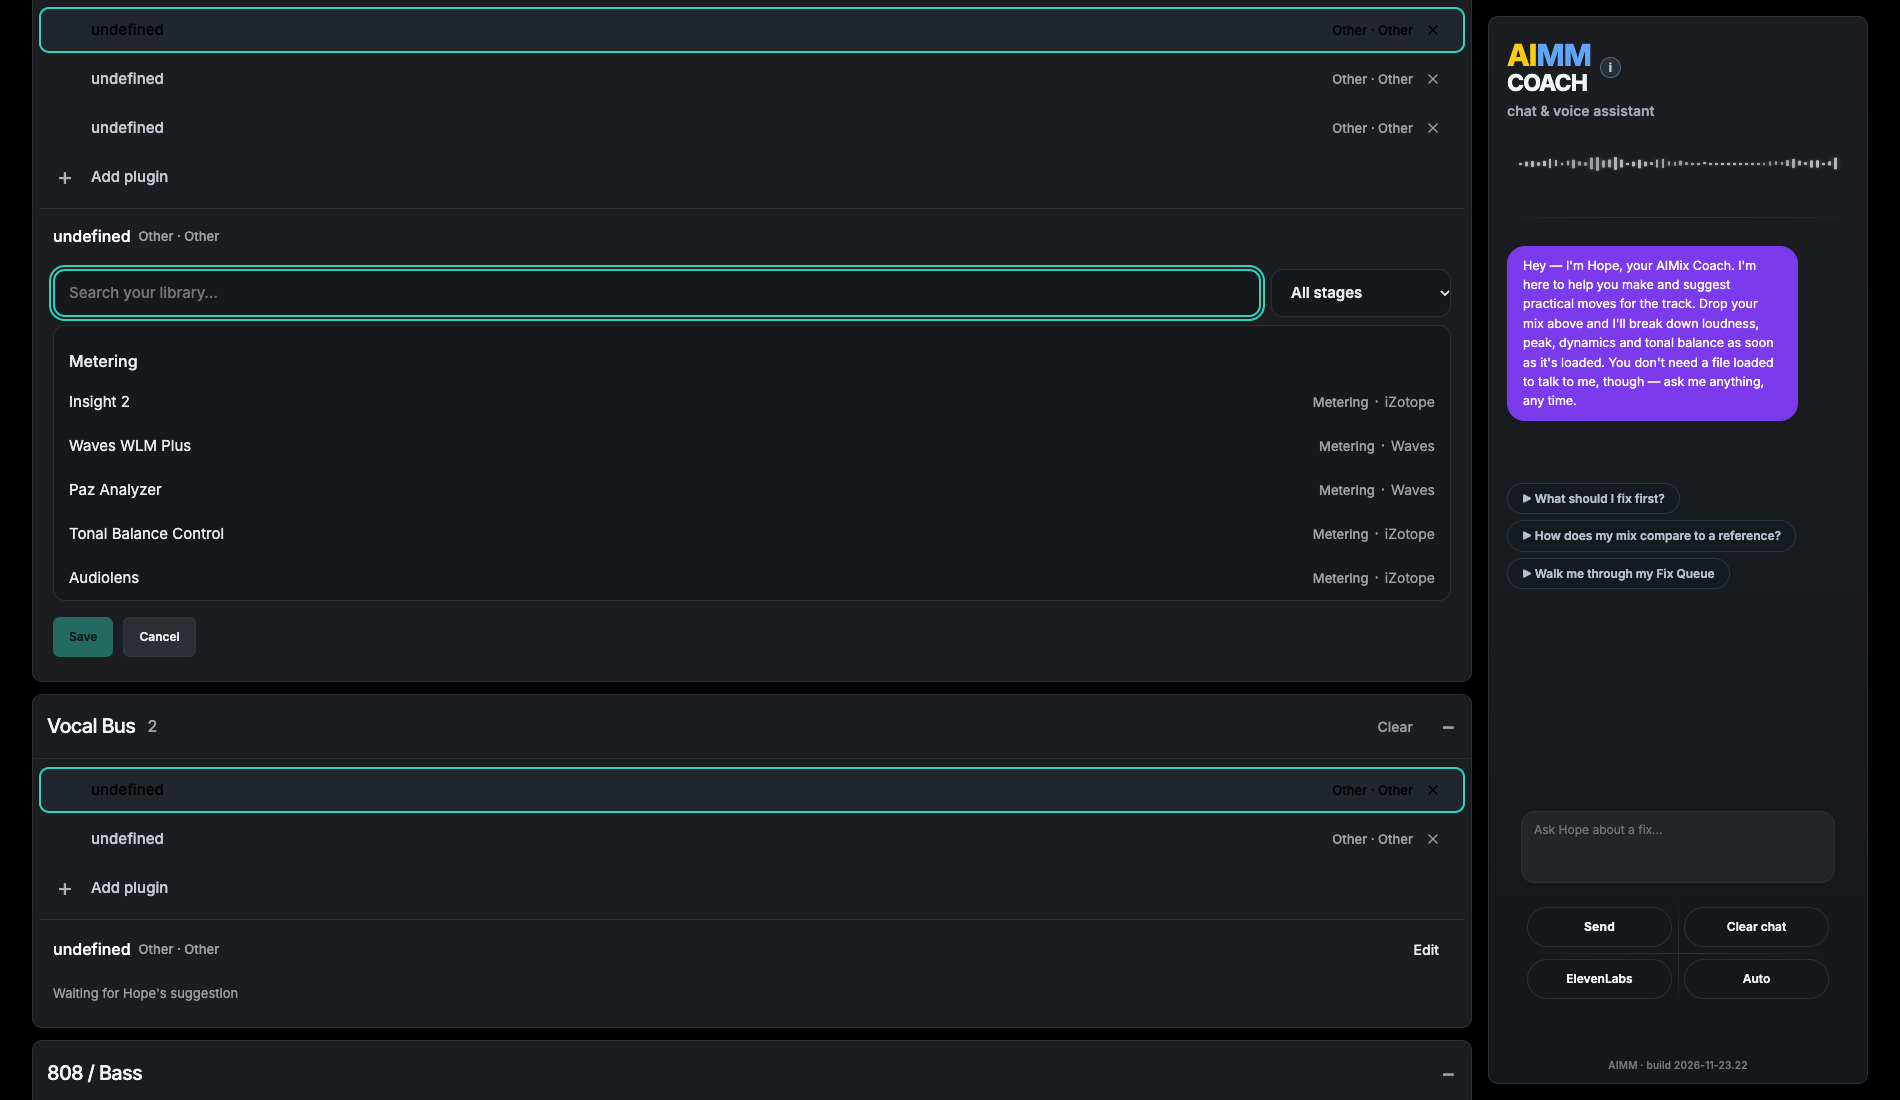 undefined Other · Other ×
undefined Other · Other ×
undefined Other · Other ×
+ Add plugin
undefined Other · Other
Search your library...
All stages
Metering
Insight 2 Metering · iZotope
Waves WLM Plus Metering · Waves
Paz Analyzer Metering · Waves
Tonal Balance Control Metering · iZotope
Audiolens Metering · iZotope
Save Cancel
Vocal Bus 2 Clear −
undefined Other · Other ×
undefined Other · Other ×
+ Add plugin
undefined Other · Other Edit
Waiting for Hope's suggestion
808 / Bass −
AIMM
COACH
i
chat & voice assistant
Hey — I'm Hope, your AIMix Coach. I'm
here to help you make and suggest
practical moves for the track. Drop your
mix above and I'll break down loudness,
peak, dynamics and tonal balance as soon
as it's loaded. You don't need a file loaded
to talk to me, though — ask me anything,
any time.
▶ What should I fix first?
▶ How does my mix compare to a reference?
▶ Walk me through my Fix Queue
Ask Hope about a fix...
Send Clear chat
ElevenLabs Auto
AIMM · build 2026-11-23.22